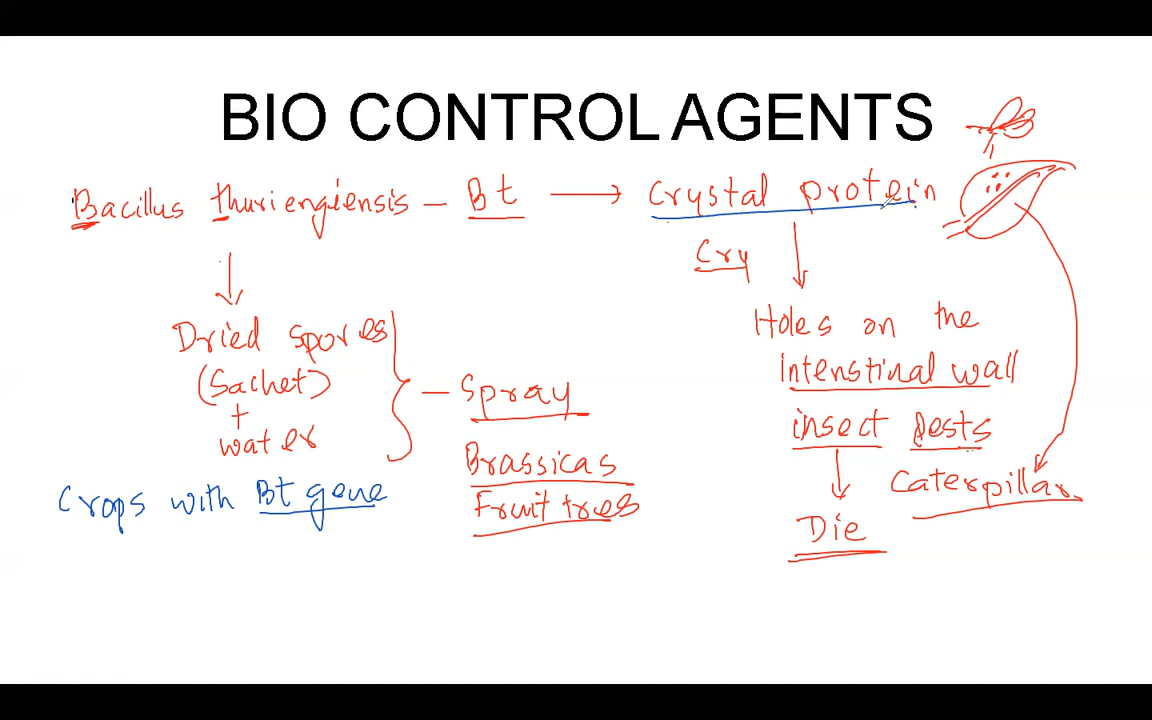 BIO CONTROL AGENTS
Bacillus thuriengiensis - Bt → Crystal protein
Cry
Dried spores
(Sachet)
+
water
- Spray
Brassicas
Fruit trees
Crops with Bt gene
Holes on the
Intenstinal wall
insect pests
Caterpillar
Die